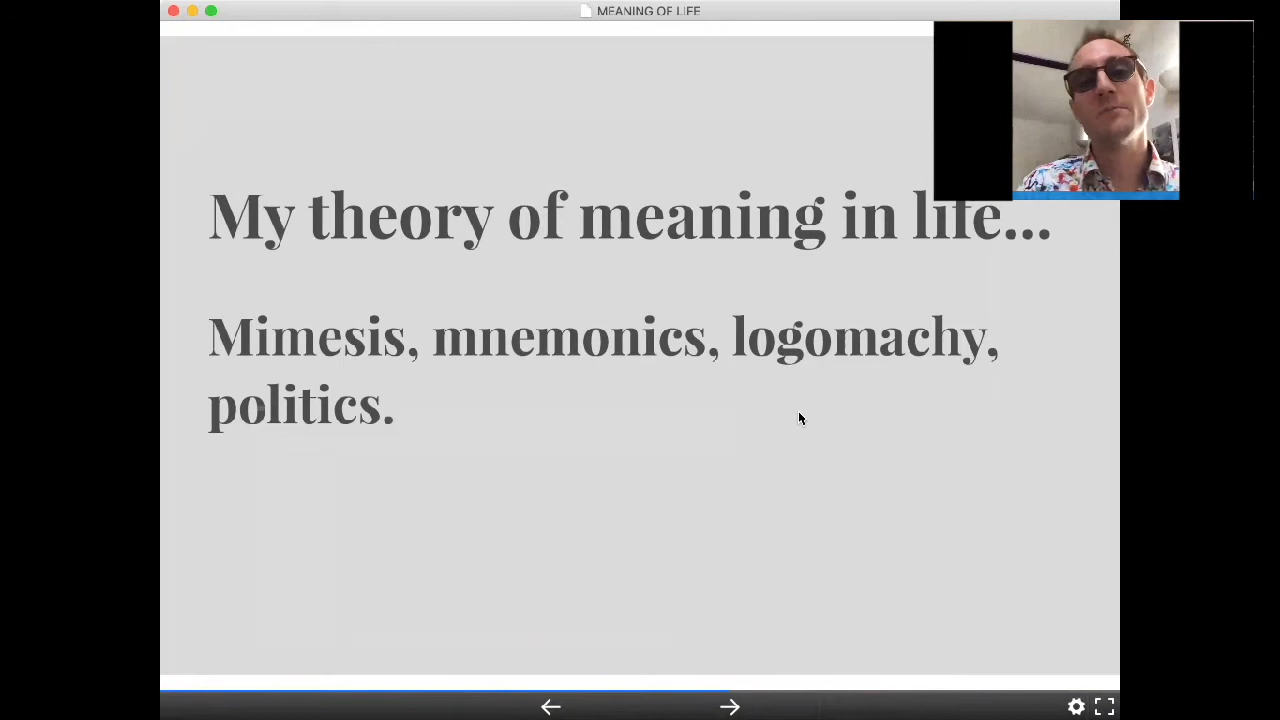 MEANING OF LIFE
My theory of meaning in life...
Mimesis, mnemonics, logomachy,
politics.